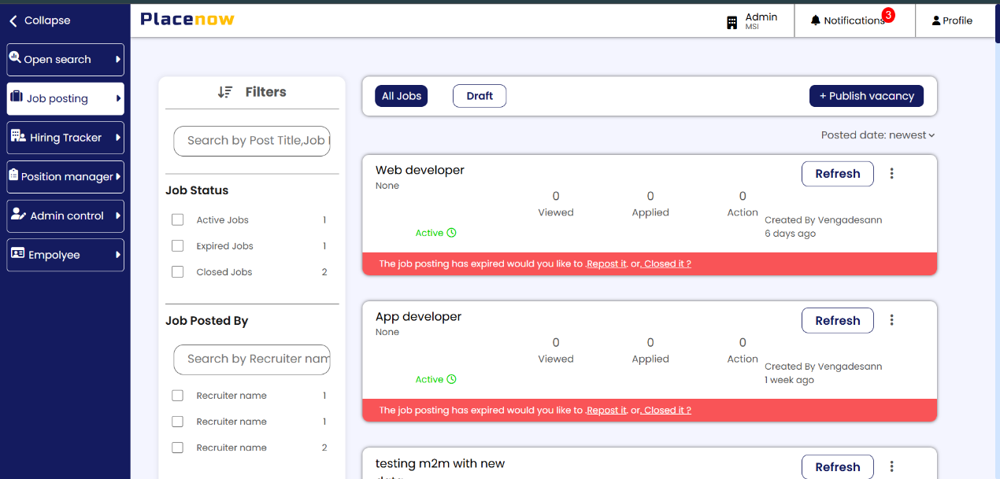 Collapse
Open search
Job posting
Hiring Tracker
Position manager
Admin control
Empolyee
Placenow
Admin
MSI
Notifications
3
Profile
Filters
Search by Post Title,Job
Job Status
Active Jobs 1
Expired Jobs 1
Closed Jobs 2
Job Posted By
Search by Recruiter nam
Recruiter name 1
Recruiter name 1
Recruiter name 2
All Jobs
Draft
+ Publish vacancy
Posted date: newest
Web developer
None
Refresh
0 0 0
Viewed Applied Action
Created By Vengadesann
6 days ago
Active
The job posting has expired would you like to .Repost it, or. Closed it ?
App developer
None
Refresh
0 0 0
Viewed Applied Action
Created By Vengadesann
1 week ago
Active
The job posting has expired would you like to .Repost it, or. Closed it ?
testing m2m with new
Refresh